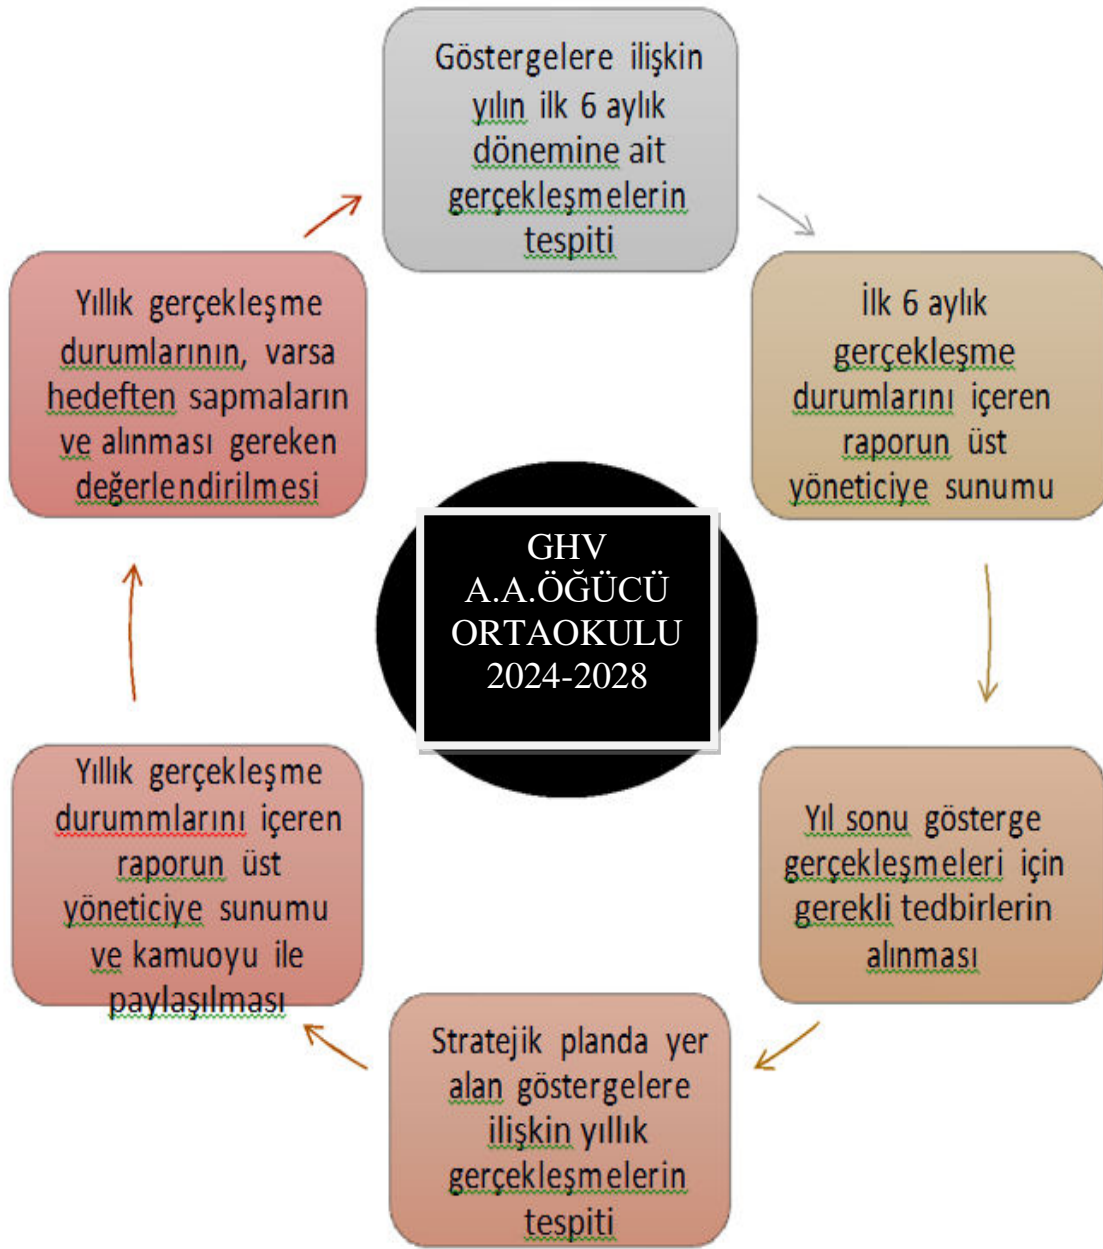 Göstergelere ilişkin
yılın ilk 6 aylık
dönemine ait
gerçekleşmelerin
tespiti
İlk 6 aylık
gerçekleşme
durumlarını içeren
raporun üst
yöneticiye sunumu
Yıl sonu gösterge
gerçekleşmeleri için
gerekli tedbirlerin
alınması
Stratejik planda yer
alan göstergelere
ilişkin yıllık
gerçekleşmelerin
tespiti
Yıllık gerçekleşme
durummlarını içeren
raporun üst
yöneticiye sunumu
ve kamuoyu ile
paylaşılması
Yıllık gerçekleşme
durumlarının, varsa
hedeften sapmaların
ve alınması gereken
değerlendirilmesi
GHV
A.A.ÖĞÜCÜ
ORTAOKULU
2024-2028